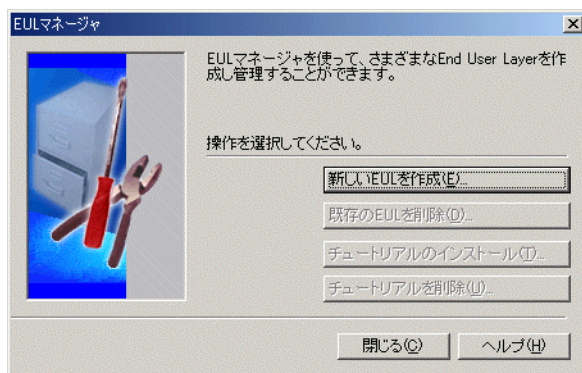 EULマネージャ
EULマネージャを使って、さまざまなEnd User Layerを作
成し管理することができます。
操作を選択してください。
新しいEULを作成(E)...
既存のEULを削除(D)...
チュートリアルのインストール(T)...
チュートリアルを削除(U)...
閉じる(C)
ヘルプ(H)